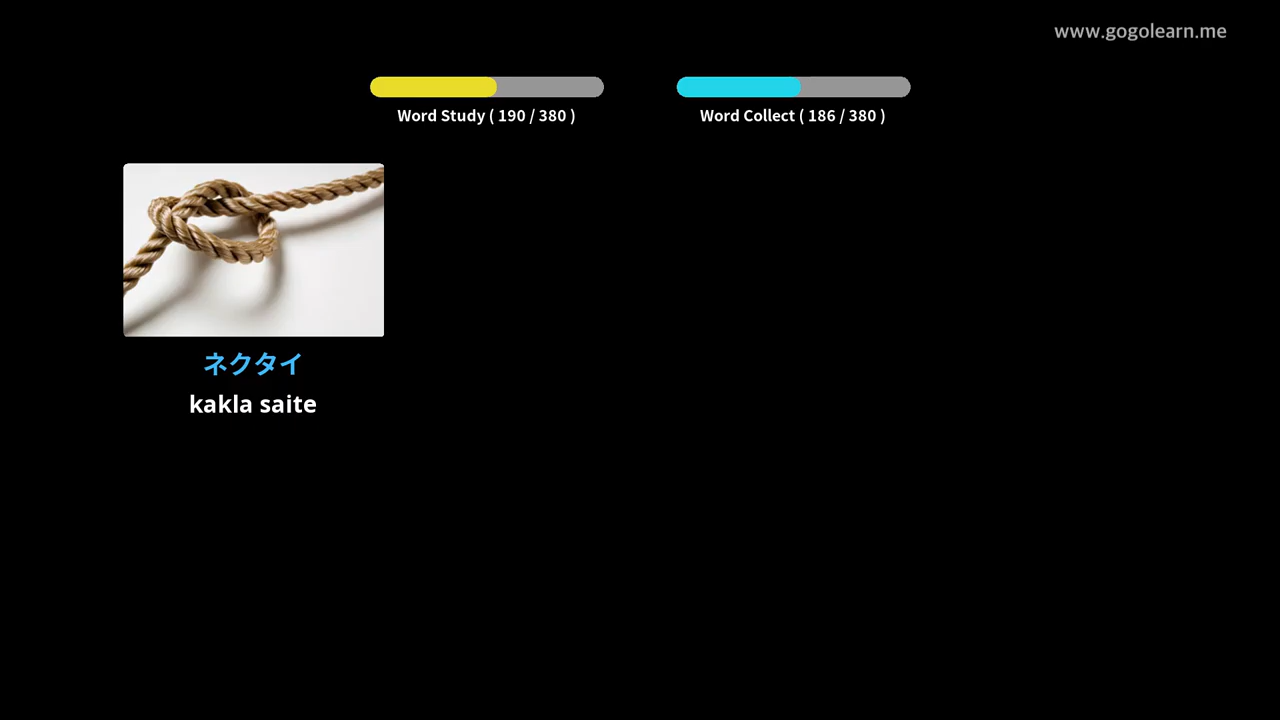 www.gogolearn.me
Word Study ( 190 / 380 )
Word Collect ( 186 / 380 )
ネクタイ
kakla saite